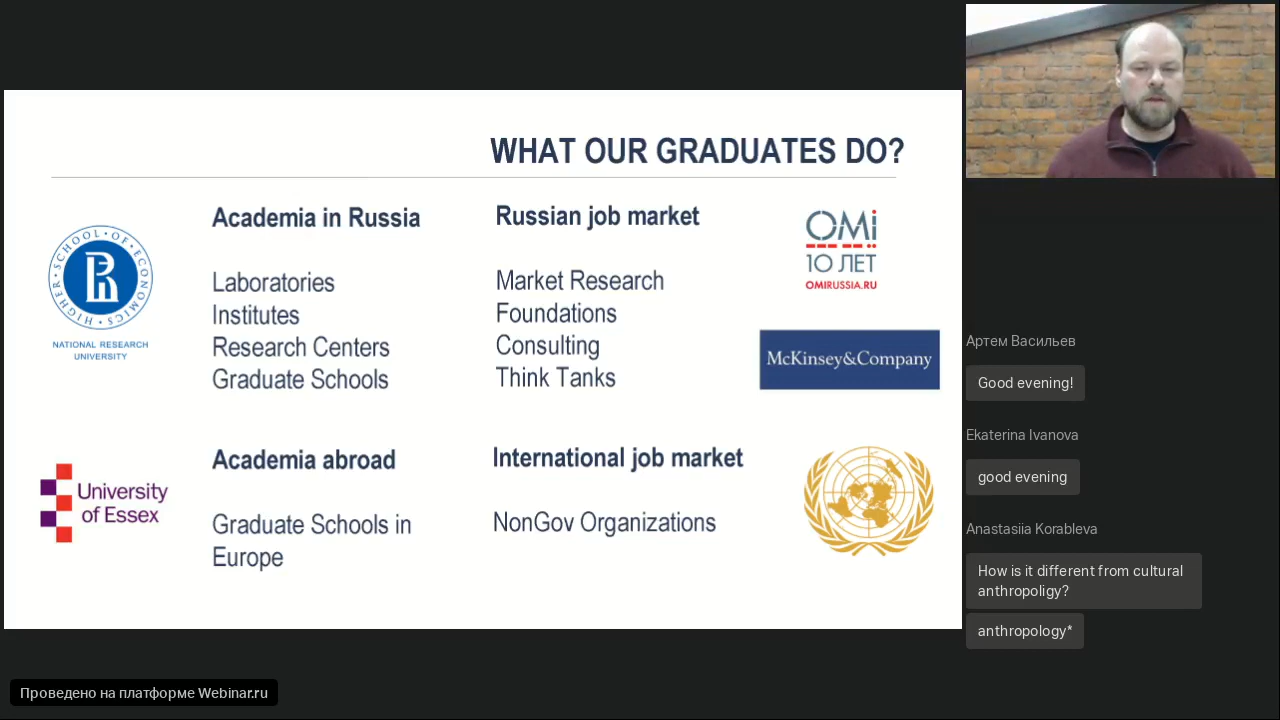 WHAT OUR GRADUATES DO?
HIGHER · SCHOOL · OF · ECONOMICS ·
NATIONAL RESEARCH
UNIVERSITY
Academia in Russia
Laboratories
Institutes
Research Centers
Graduate Schools
Russian job market
Market Research
Foundations
Consulting
Think Tanks
OMi
10 ЛЕТ
OMIRUSSIA.RU
McKinsey&Company
University
of Essex
Academia abroad
Graduate Schools in
Europe
International job market
NonGov Organizations
Артем Васильев
Good evening!
Ekaterina Ivanova
good evening
Anastasiia Korableva
How is it different from cultural
anthropoligy?
anthropology*
Проведено на платформе Webinar.ru